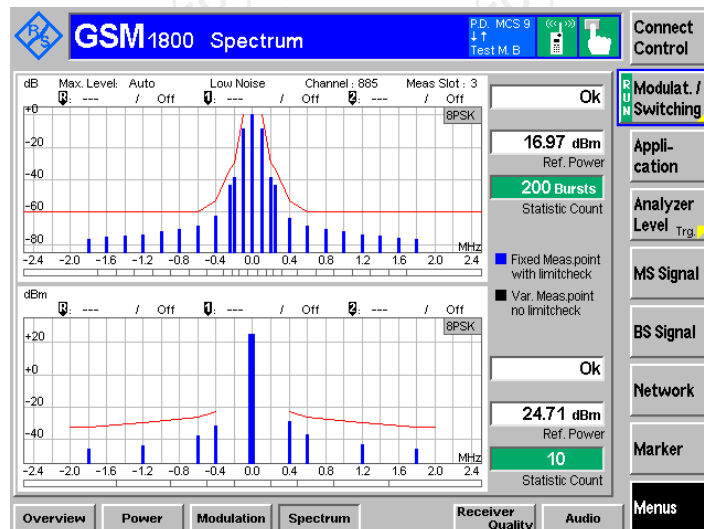 R/S
GSM1800 Spectrum
P.D. MCS 9
↓↑
Test M. B
Connect Control
dB Max. Level: Auto Low Noise Channel : 885 Meas Slot : 3
R: --- / Off 1: --- / Off 2: --- / Off
8PSK
+0
-20
-40
-60
-80
MHz
-2.4 -2.0 -1.6 -1.2 -0.8 -0.4 0.0 0.4 0.8 1.2 1.6 2.0 2.4
Ok
16.97 dBm
Ref. Power
200 Bursts
Statistic Count
Fixed Meas.point
with limitcheck
Var. Meas.point
no limitcheck
dBm
R: --- / Off 1: --- / Off 2: --- / Off
8PSK
+20
+0
-20
-40
MHz
-2.4 -2.0 -1.6 -1.2 -0.8 -0.4 0.0 0.4 0.8 1.2 1.6 2.0 2.4
Ok
24.71 dBm
Ref. Power
10
Statistic Count
RUN
Modulat. /
Switching
Appli-
cation
Analyzer
Level Trg.
MS Signal
BS Signal
Network
Marker
Menus
Overview Power Modulation Spectrum Receiver Quality Audio